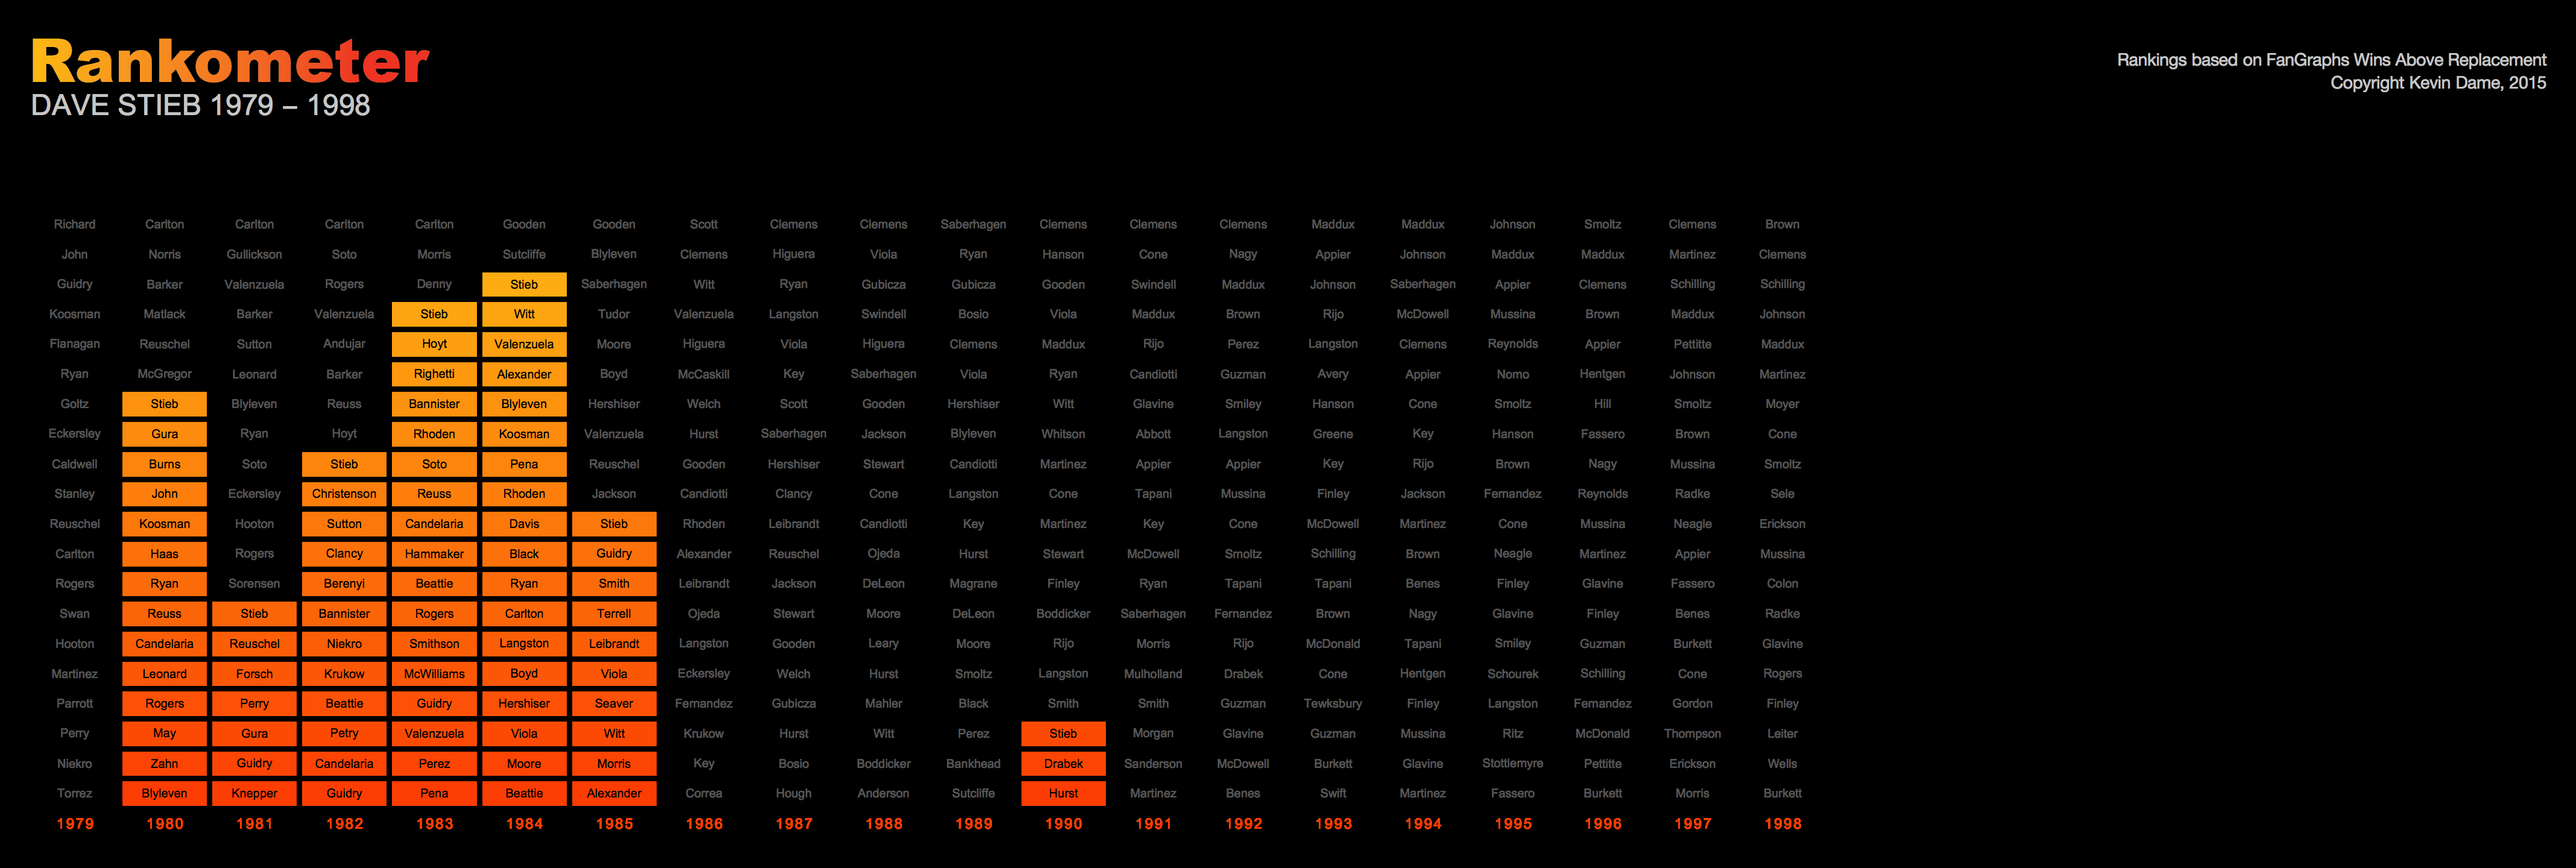 Rankometer
DAVE STIEB 1979 – 1998
Rankings based on FanGraphs Wins Above Replacement
Copyright Kevin Dame, 2015
Richard Carlton Carlton Carlton Carlton Gooden Gooden Scott Clemens Clemens Saberhagen Clemens Clemens Clemens Maddux Maddux Johnson Smoltz Clemens Brown
John Norris Gullickson Soto Morris Sutcliffe Blyleven Clemens Higuera Viola Ryan Hanson Cone Nagy Appier Johnson Maddux Maddux Martinez Clemens
Guidry Barker Valenzuela Rogers Denny Stieb Saberhagen Witt Ryan Gubicza Gubicza Gooden Swindell Maddux Johnson Saberhagen Appier Clemens Schilling Schilling
Koosman Matlack Barker Valenzuela Stieb Witt Tudor Valenzuela Langston Swindell Bosio Viola Maddux Brown Rijo McDowell Mussina Brown Maddux Johnson
Flanagan Reuschel Sutton Andujar Hoyt Valenzuela Moore Higuera Viola Higuera Clemens Maddux Rijo Perez Langston Clemens Reynolds Appier Pettitte Maddux
Ryan McGregor Leonard Barker Righetti Alexander Boyd McCaskill Key Saberhagen Viola Ryan Candiotti Guzman Avery Appier Nomo Hentgen Johnson Martinez
Goltz Stieb Blyleven Reuss Bannister Blyleven Hershiser Welch Scott Gooden Hershiser Witt Glavine Smiley Hanson Cone Smoltz Hill Smoltz Moyer
Eckersley Gura Ryan Hoyt Rhoden Koosman Valenzuela Hurst Saberhagen Jackson Blyleven Whitson Abbott Langston Greene Key Hanson Fassero Brown Cone
Caldwell Burns Soto Stieb Soto Pena Reuschel Gooden Hershiser Stewart Candiotti Martinez Appier Appier Key Rijo Brown Nagy Mussina Smoltz
Stanley John Eckersley Christenson Reuss Rhoden Jackson Candiotti Clancy Cone Langston Cone Tapani Mussina Finley Jackson Fernandez Reynolds Radke Sele
Reuschel Koosman Hooton Sutton Candelaria Davis Stieb Rhoden Leibrandt Candiotti Key Martinez Key Cone McDowell Martinez Cone Mussina Neagle Erickson
Carlton Haas Rogers Clancy Hammaker Black Guidry Alexander Reuschel Ojeda Hurst Stewart McDowell Smoltz Schilling Brown Neagle Martinez Appier Mussina
Rogers Ryan Sorensen Berenyi Beattie Ryan Smith Leibrandt Jackson DeLeon Magrane Finley Ryan Tapani Tapani Benes Finley Glavine Fassero Colon
Swan Reuss Stieb Bannister Rogers Carlton Terrell Ojeda Stewart Moore DeLeon Boddicker Saberhagen Fernandez Brown Nagy Glavine Finley Benes Radke
Hooton Candelaria Reuschel Niekro Smithson Langston Leibrandt Langston Gooden Leary Moore Rijo Morris Rijo McDonald Tapani Smiley Guzman Burkett Glavine
Martinez Leonard Forsch Krukow McWilliams Boyd Viola Eckersley Welch Hurst Smoltz Langston Mulholland Drabek Cone Hentgen Schourek Schilling Cone Rogers
Parrott Rogers Perry Beattie Guidry Hershiser Seaver Fernandez Gubicza Mahler Black Smith Smith Guzman Tewksbury Finley Langston Fernandez Gordon Finley
Perry May Gura Petry Valenzuela Viola Witt Krukow Hurst Witt Perez Stieb Morgan Glavine Guzman Mussina Ritz McDonald Thompson Leiter
Niekro Zahn Guidry Candelaria Perez Moore Morris Key Bosio Boddicker Bankhead Drabek Sanderson McDowell Burkett Glavine Stottlemyre Pettitte Erickson Wells
Torrez Blyleven Knepper Guidry Pena Beattie Alexander Correa Hough Anderson Sutcliffe Hurst Martinez Benes Swift Martinez Fassero Burkett Morris Burkett
1979 1980 1981 1982 1983 1984 1985 1986 1987 1988 1989 1990 1991 1992 1993 1994 1995 1996 1997 1998